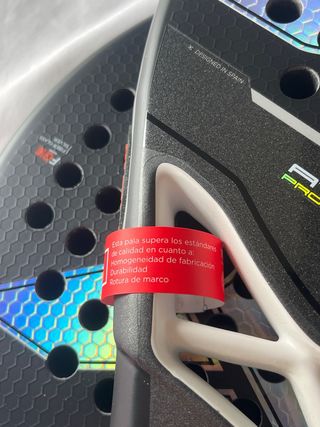 × DESIGNED IN SPAIN
Esta pala supera los estándares
de calidad en cuanto a:
Homogeneidad de fabricación
Durabilidad
Rotura de marco